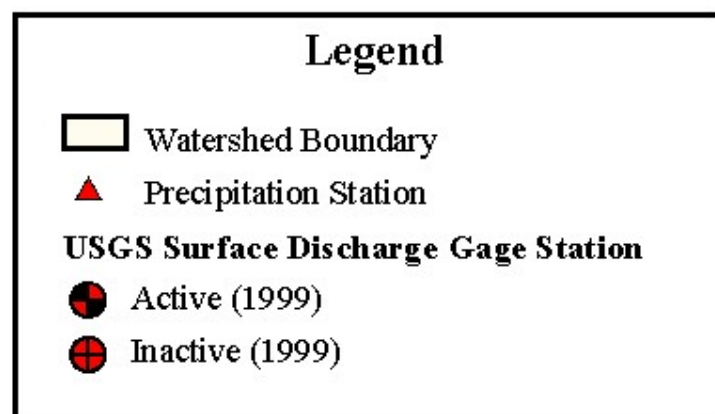 Legend
Watershed Boundary
Precipitation Station
USGS Surface Discharge Gage Station
Active (1999)
Inactive (1999)